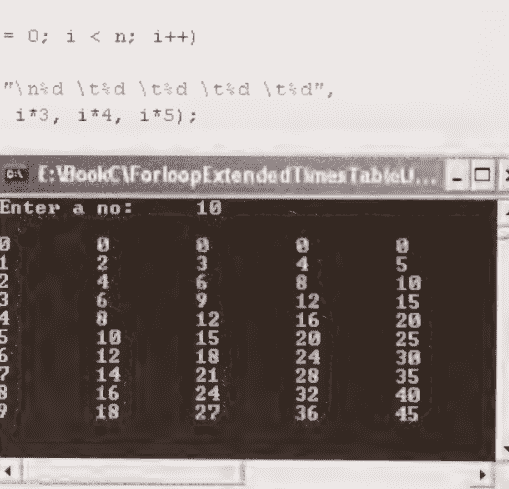 = 0; i < n; i++)
"\n%d \t%d \t%d \t%d \t%d",
i*3, i*4, i*5);
E:\BookC\ForloopExtendedTimesTableU...
Enter a no: 10
0 0 0 0 0
1 2 3 4 5
2 4 6 8 10
3 6 9 12 15
4 8 12 16 20
5 10 15 20 25
6 12 18 24 30
7 14 21 28 35
8 16 24 32 40
9 18 27 36 45